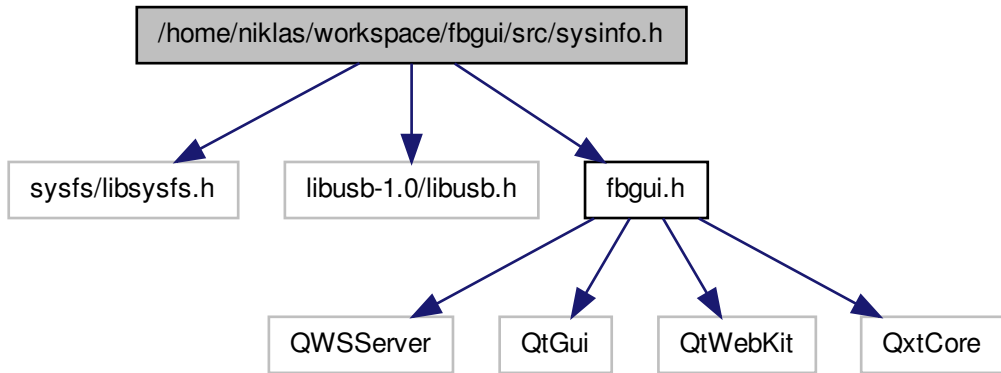 /home/niklas/workspace/fbgui/src/sysinfo.h
sysfs/libsysfs.h
libusb-1.0/libusb.h
fbgui.h
QWSServer
QtGui
QtWebKit
QxtCore